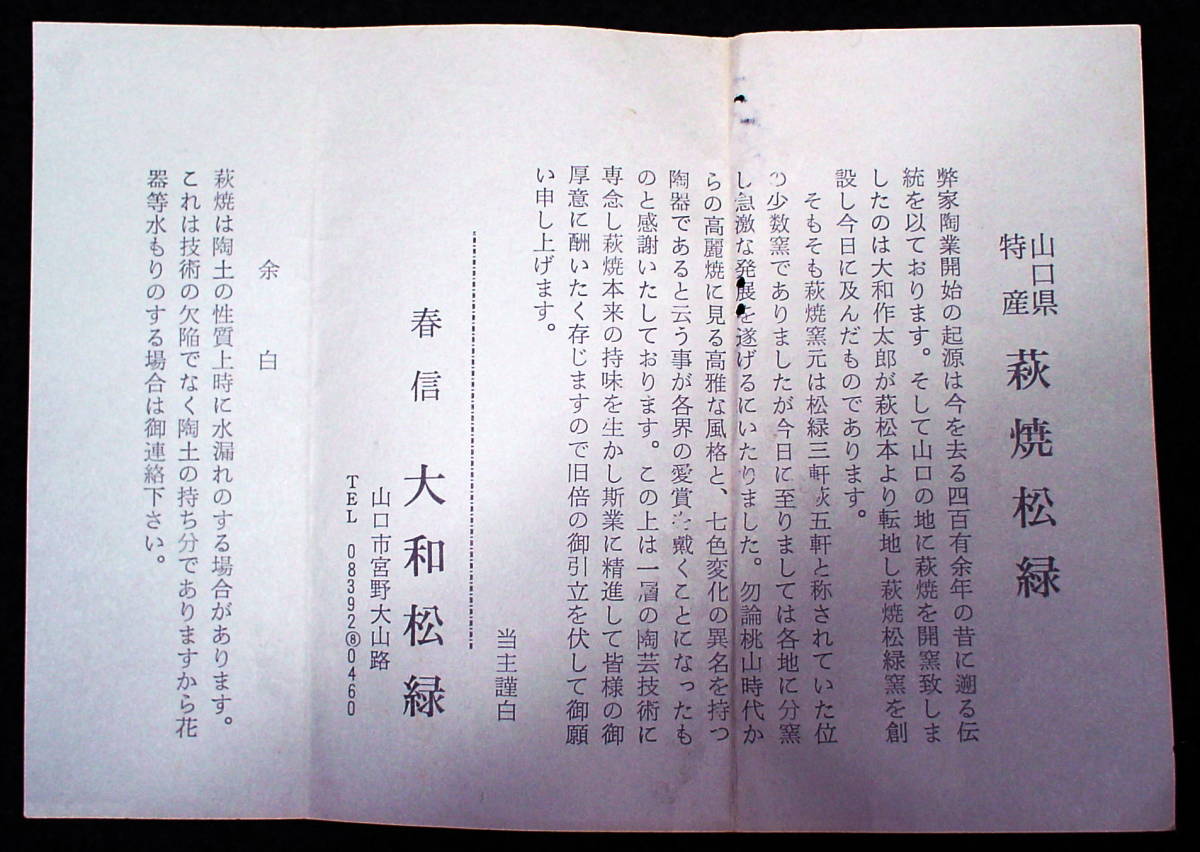 山口県
特産
萩焼松緑
弊家陶業開始の起源は今を去る四百有余年の昔に遡る伝
統を以ております。そして山口の地に萩焼を開窯致しま
したのは大和作太郎が萩松本より転地し萩焼松緑窯を創
設し今日に及んだものであります。
そもそも萩焼窯元は松緑三軒萩五軒と称されていた位
の少数窯でありましたが今日に至りましては各地に分窯
し急激な発展を遂げるにいたりました。勿論桃山時代か
らの高麗焼に見る高雅な風格と、七色変化の異名を持つ
陶器であると云う事が各界の愛賞を戴くことになったも
のと感謝いたしております。この上は一層の陶芸技術に
専念し萩焼本来の持味を生かし斯業に精進して皆様の御
厚意に酬いたく存じますので旧倍の御引立を伏して御願
い申し上げます。
当主謹白
春信 大和松緑
山口市宮野大山路
TEL 08392⑧0460
余白
萩焼は陶土の性質上時に水漏れのする場合があります。
これは技術の欠陥でなく陶土の持ち分でありますから花
器等水もりのする場合は御連絡下さい。